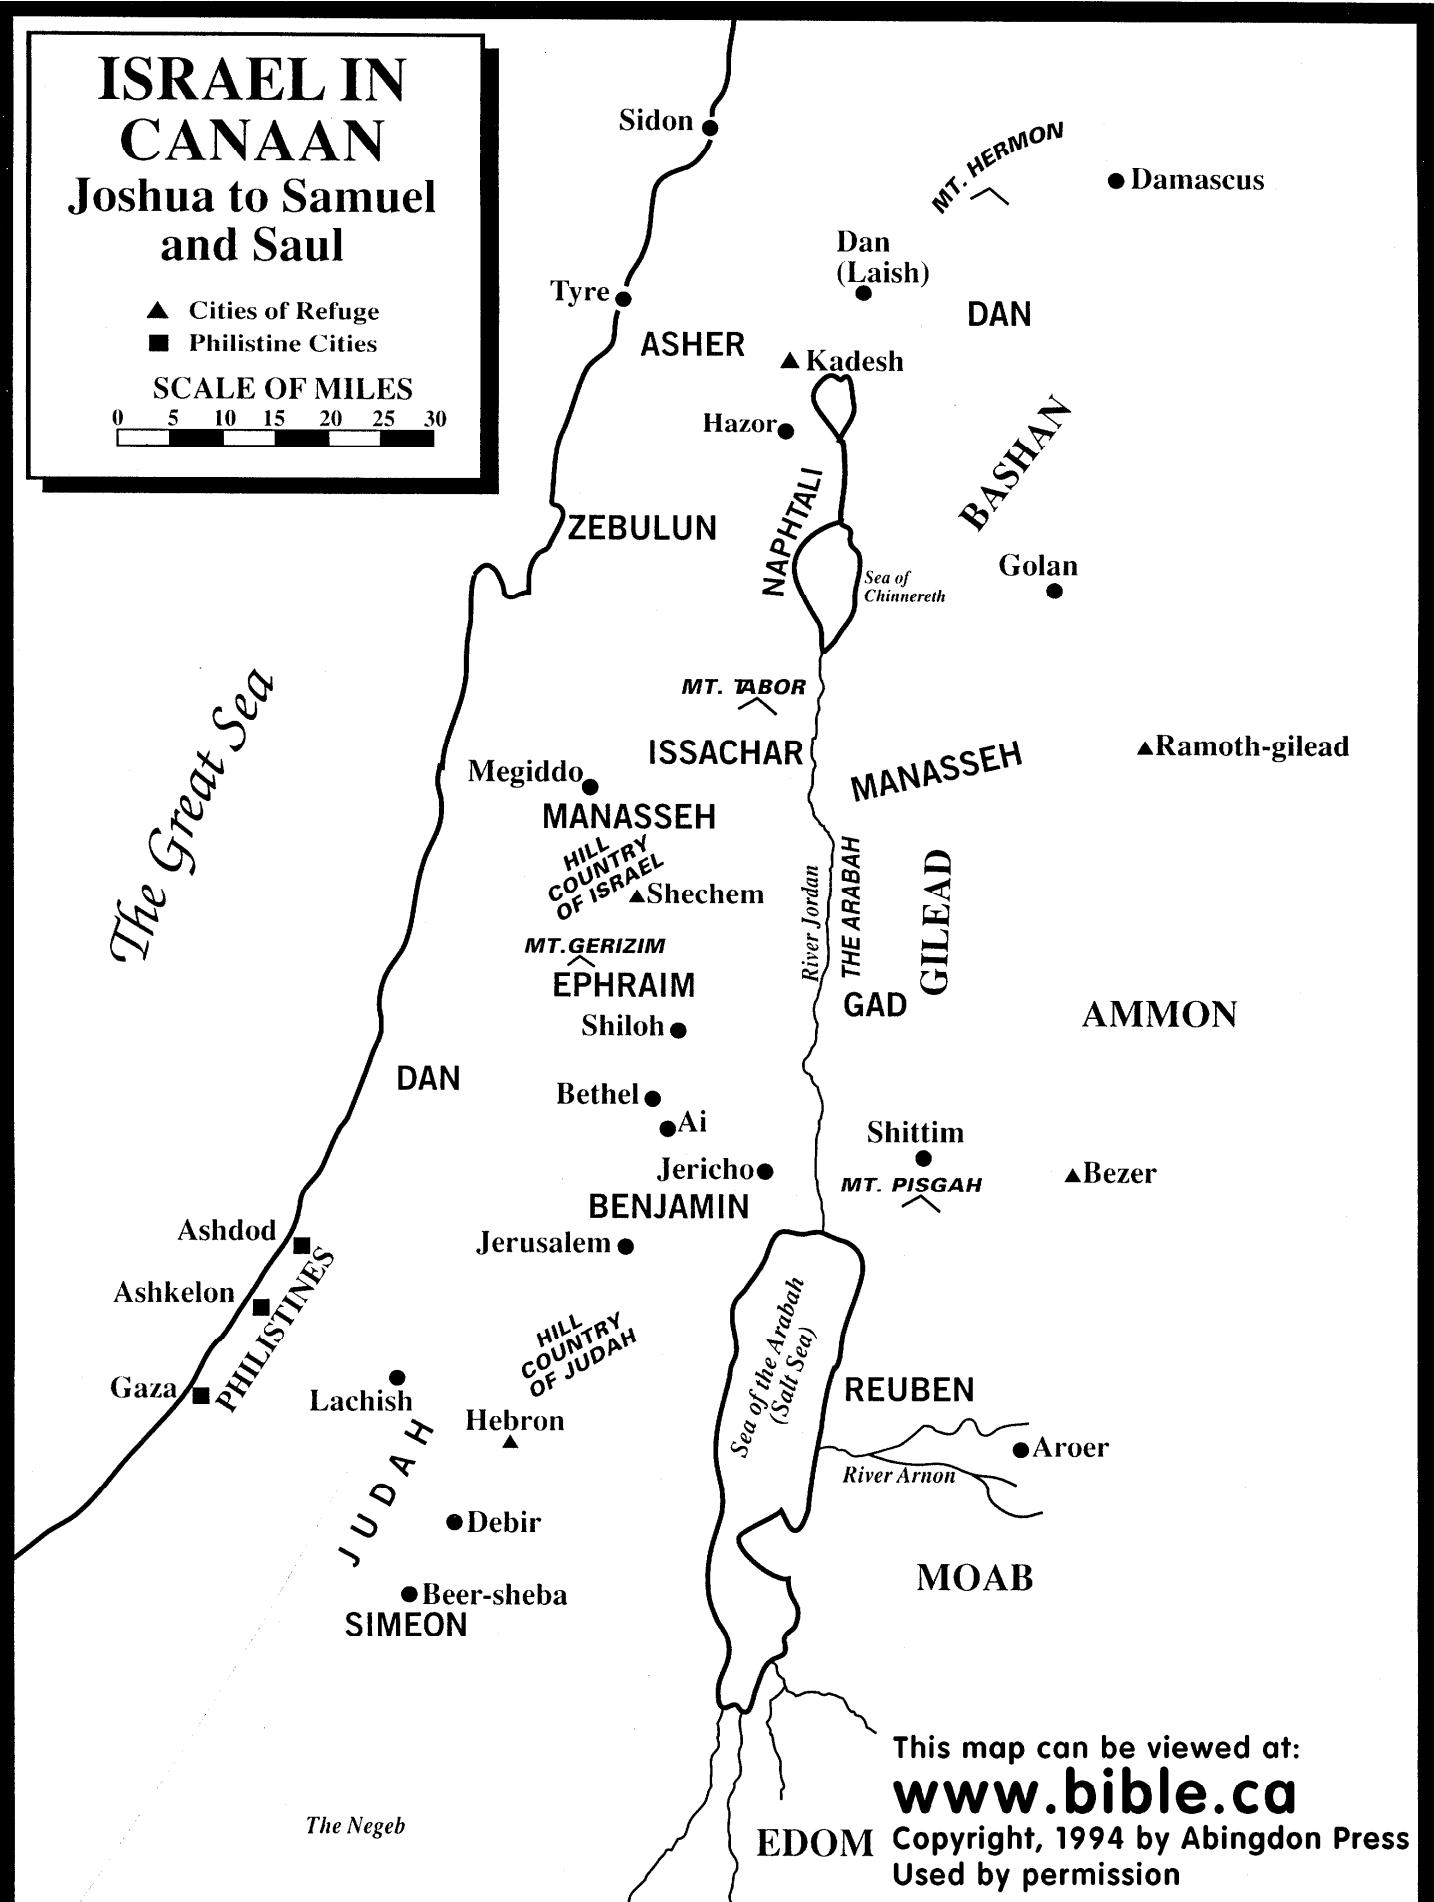 ISRAEL IN
CANAAN
Joshua to Samuel
and Saul
Cities of Refuge
Philistine Cities
SCALE OF MILES
0 5 10 15 20 25 30
Sidon
MT. HERMON
Damascus
Dan
(Laish)
Tyre
DAN
ASHER
Kadesh
Hazor
BASHAN
NAPHTALI
ZEBULUN
Golan
Sea of
Chinnereth
The Great Sea
MT. TABOR
ISSACHAR
MANASSEH
Ramoth-gilead
Megiddo
MANASSEH
HILL
COUNTRY
OF ISRAEL
Shechem
River Jordan
THE ARABAH
GILEAD
MT. GERIZIM
EPHRAIM
GAD
AMMON
Shiloh
DAN
Bethel
Ai
Shittim
Jericho
MT. PISGAH
Bezer
BENJAMIN
Ashdod
Jerusalem
Ashkelon
PHILISTINES
Sea of the Arabah
(Salt Sea)
HILL
COUNTRY
OF JUDAH
Gaza
Lachish
REUBEN
Hebron
JUDAH
Aroer
River Arnon
Debir
MOAB
Beer-sheba
SIMEON
This map can be viewed at:
www.bible.ca
The Negeb
EDOM
Copyright, 1994 by Abingdon Press
Used by permission